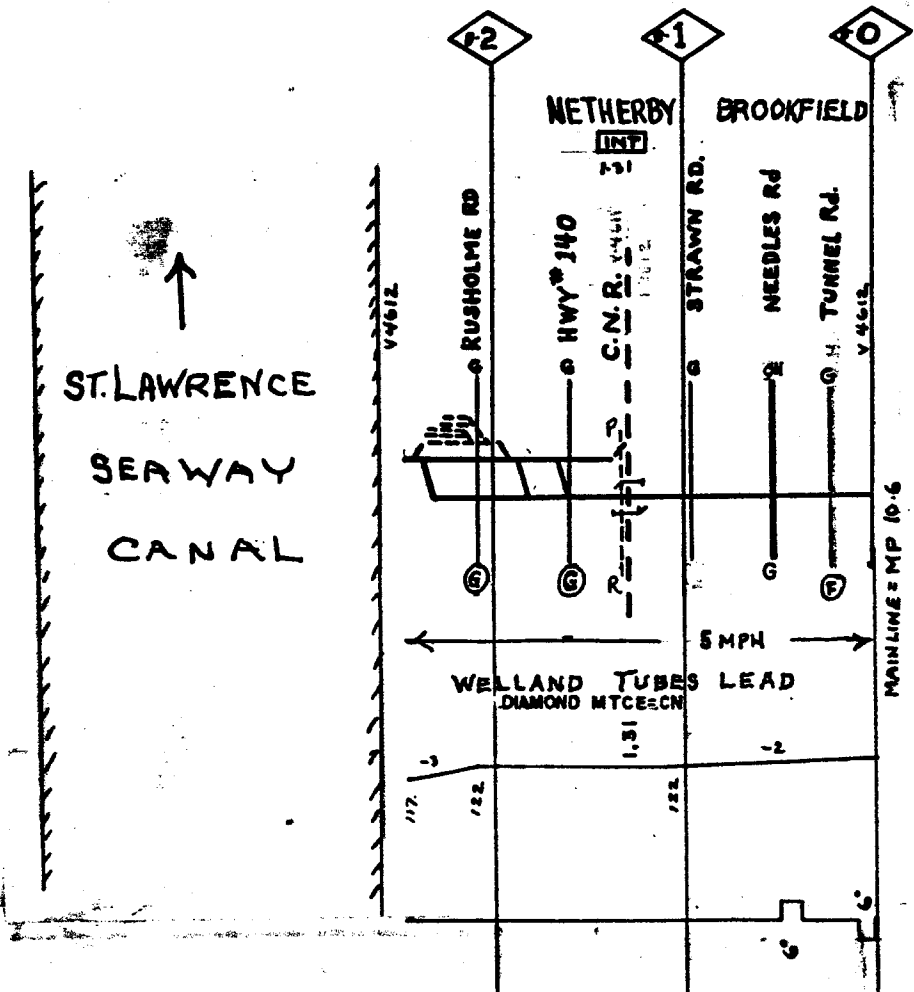 2
1
0
NETHERBY
BROOKFIELD
INT
1.31
RUSHOLME RD
HWY # 140
C.N.R.
STRAWN RD.
NEEDLES Rd
TUNNEL Rd.
V4612
V4612
ST. LAWRENCE
SEAWAY
CANAL
G
G
G
G
P
R
G
G
F
MAINLINE = MP 10.6
5 MPH
WELLAND TUBES LEAD
DIAMOND MTCE=CN
1.31
-3
-2
117.
122
122
6°
6°